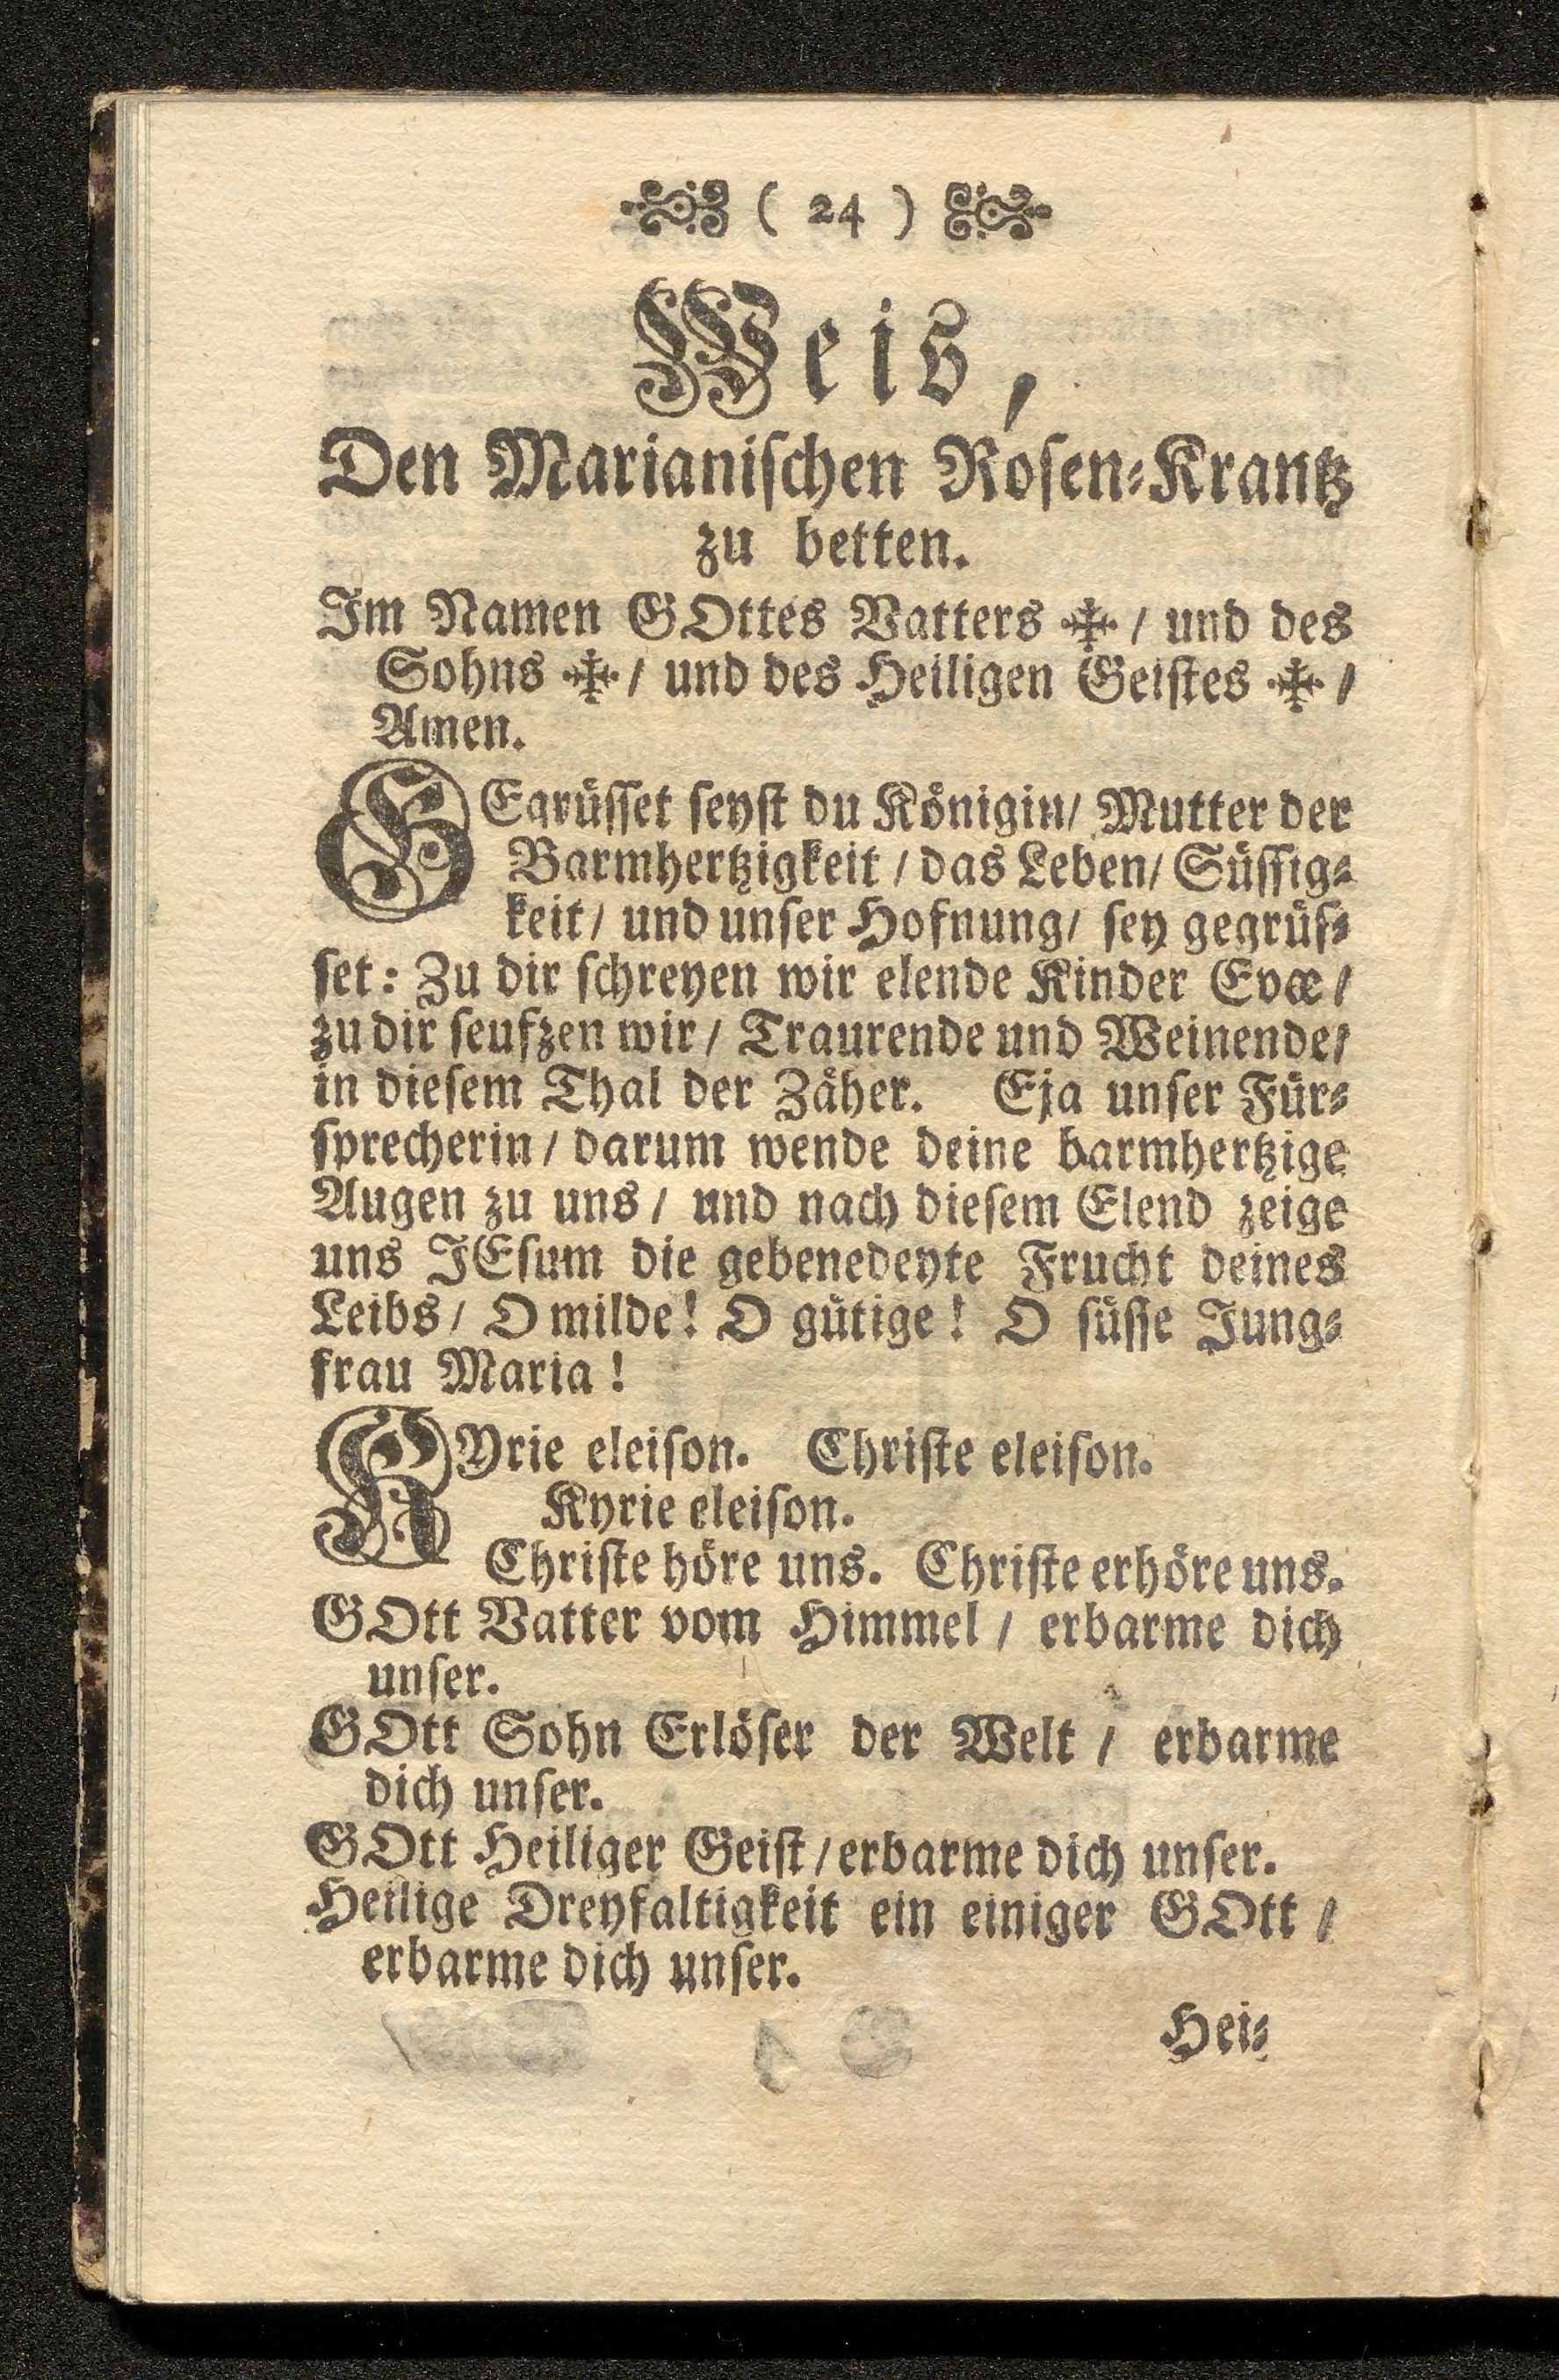 ( 24 )
Weis,
Den Marianiſchen Roſen⸗Krantz
zu betten.
Im Namen GOttes Vatters ✠ / und des
Sohns ✠ / und des Heiligen Geiſtes ✠ /
Amen.
GEgrüſſet ſeyſt du Königin/ Mutter der
Barmhertzigkeit / das Leben/ Süſſig⸗
keit / und unſer Hofnung/ ſey gegrüſ⸗
ſet: Zu dir ſchreyen wir elende Kinder Evæ /
zu dir ſeufzen wir / Traurende und Weinende/
in dieſem Thal der Zäher. Eja unſer Für⸗
ſprecherin / darum wende deine barmhertzige
Augen zu uns / und nach dieſem Elend zeige
uns JEſum die gebenedeyte Frucht deines
Leibs / O milde! O gütige! O ſüſſe Jung⸗
frau Maria!
KYrie eleiſon. Chriſte eleiſon.
Kyrie eleiſon.
Chriſte höre uns. Chriſte erhöre uns.
GOtt Vatter vom Himmel / erbarme dich
unſer.
GOtt Sohn Erlöſer der Welt / erbarme
dich unſer.
GOtt Heiliger Geiſt / erbarme dich unſer.
Heilige Dreyfaltigkeit ein einiger GOtt /
erbarme dich unſer.
Hei⸗